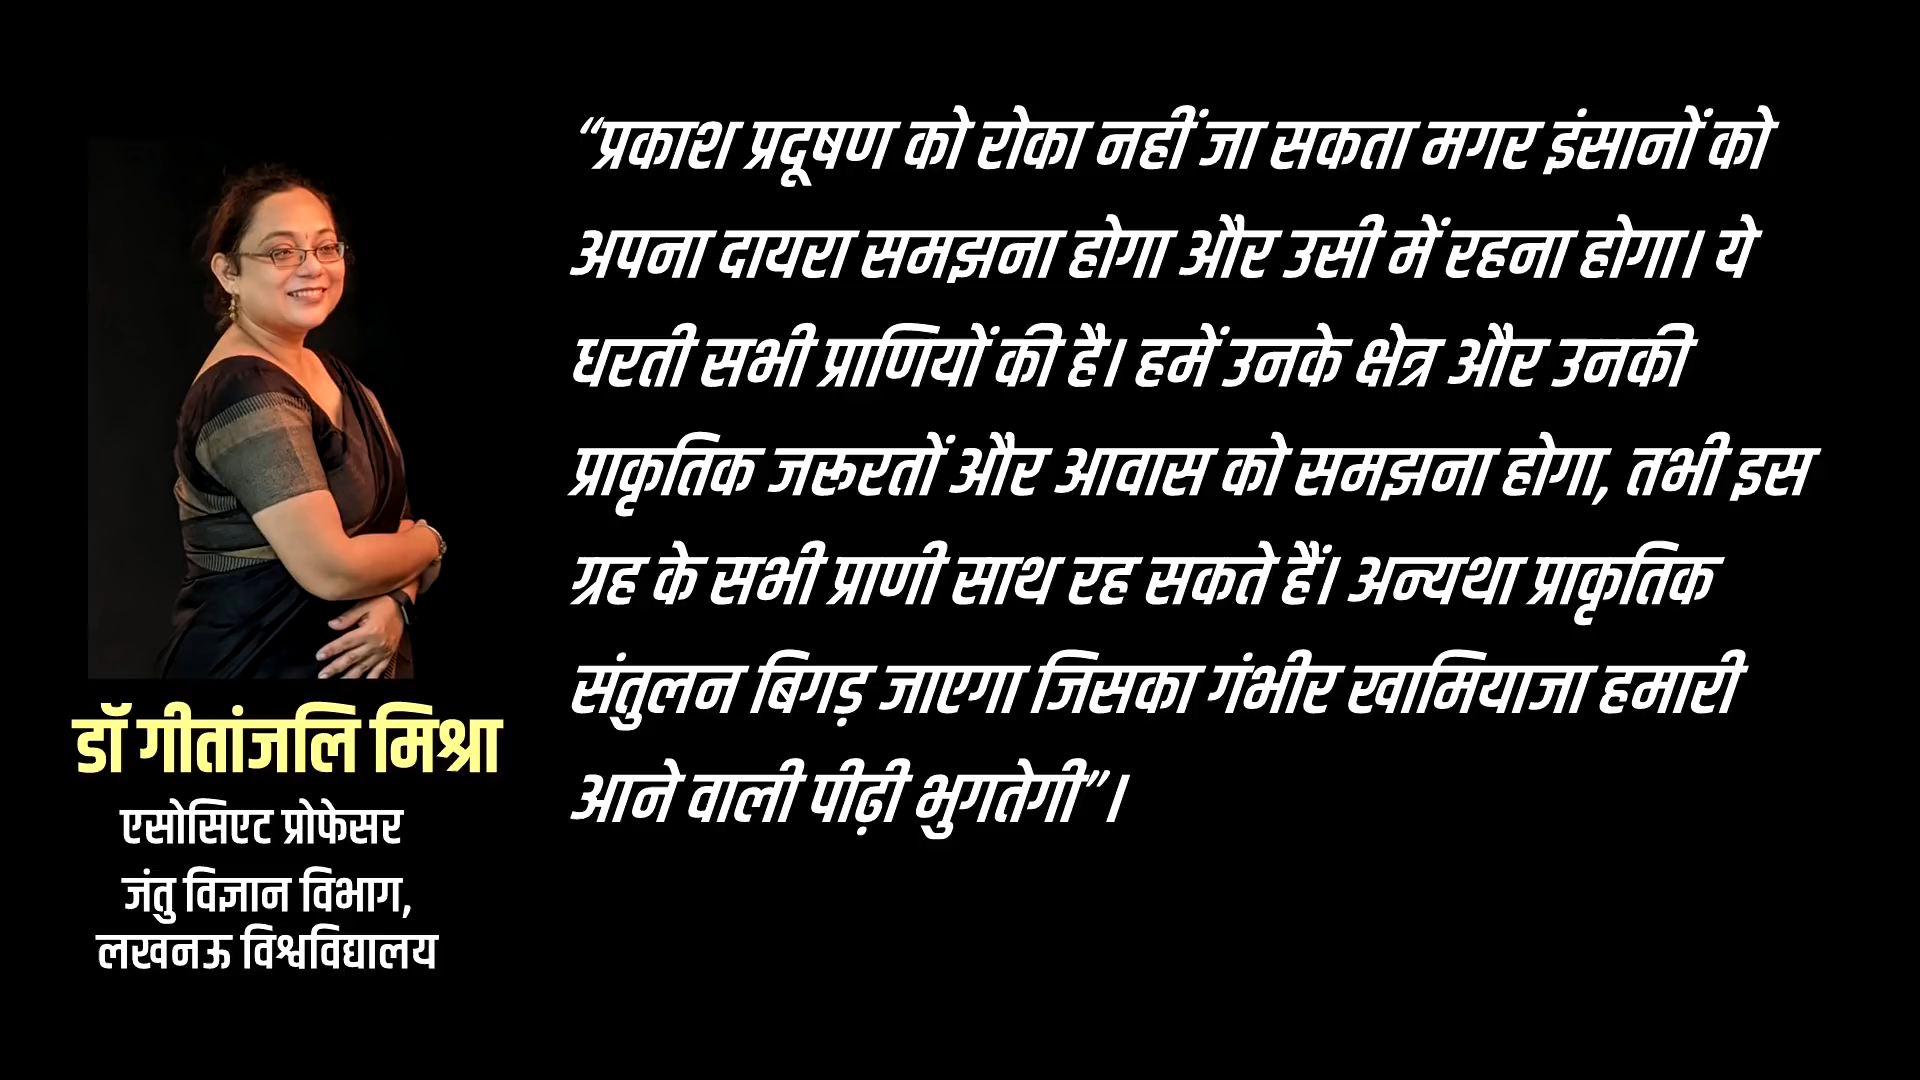 “प्रकाश प्रदूषण को रोका नहीं जा सकता मगर इंसानों को
अपना दायरा समझना होगा और उसी में रहना होगा। ये
धरती सभी प्राणियों की है। हमें उनके क्षेत्र और उनकी
प्राकृतिक जरूरतों और आवास को समझना होगा, तभी इस
ग्रह के सभी प्राणी साथ रह सकते हैं। अन्यथा प्राकृतिक
संतुलन बिगड़ जाएगा जिसका गंभीर खामियाजा हमारी
आने वाली पीढ़ी भुगतेगी”।
डॉ गीतांजलि मिश्रा
एसोसिएट प्रोफेसर
जंतु विज्ञान विभाग,
लखनऊ विश्वविद्यालय